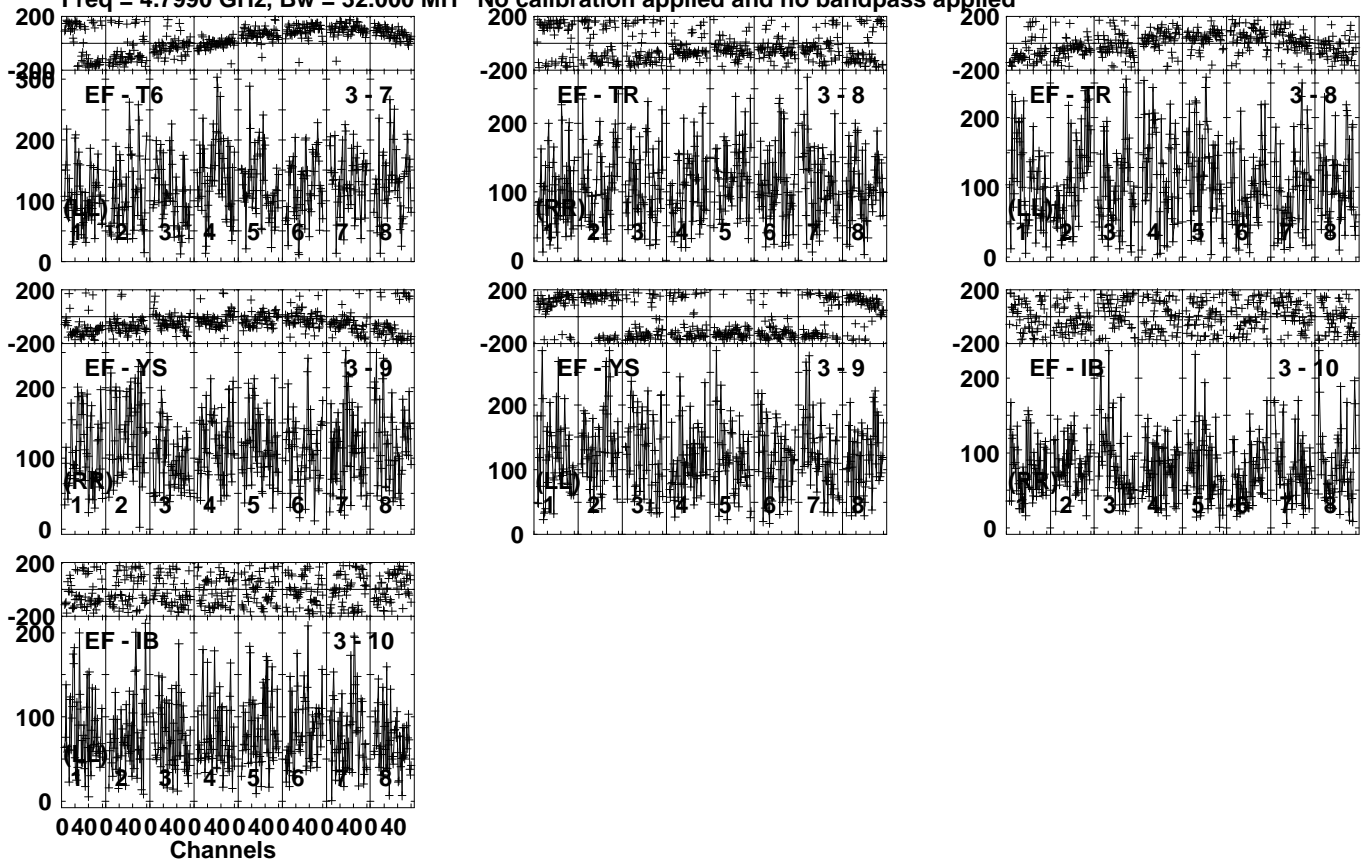 Freq = 4.7990 GHz, Bw = 32.000 MH No calibration applied and no bandpass applied
200
-200
300
200
100
0
EF - T6 3 - 7
(LL)
1 2 3 4 5 6 7 8
200
-200
200
100
0
EF - TR 3 - 8
(RR)
1 2 3 4 5 6 7 8
200
-200
200
100
0
EF - TR 3 - 8
(LL)
1 2 3 4 5 6 7 8
200
-200
200
100
0
EF - YS 3 - 9
(RR)
1 2 3 4 5 6 7 8
200
-200
200
100
0
EF - YS 3 - 9
(LL)
1 2 3 4 5 6 7 8
200
-200
200
100
0
EF - IB 3 - 10
(RR)
1 2 3 4 5 6 7 8
200
-200
200
100
0
EF - IB 3 - 10
(LL)
1 2 3 4 5 6 7 8
0 40 0 40 0 40 0 40 0 40 0 40 0 40 0 40
Channels